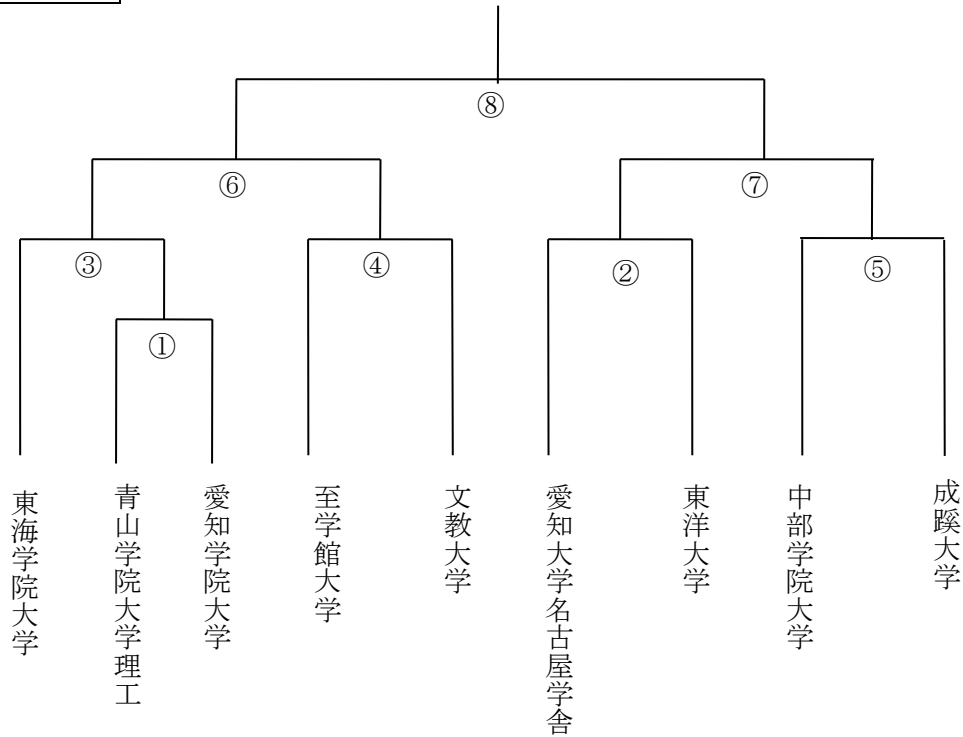 ⑧
⑥
⑦
③
④
②
⑤
①
東海学院大学
青山学院大学理工
愛知学院大学
至学館大学
文教大学
愛知大学名古屋学舎
東洋大学
中部学院大学
成蹊大学